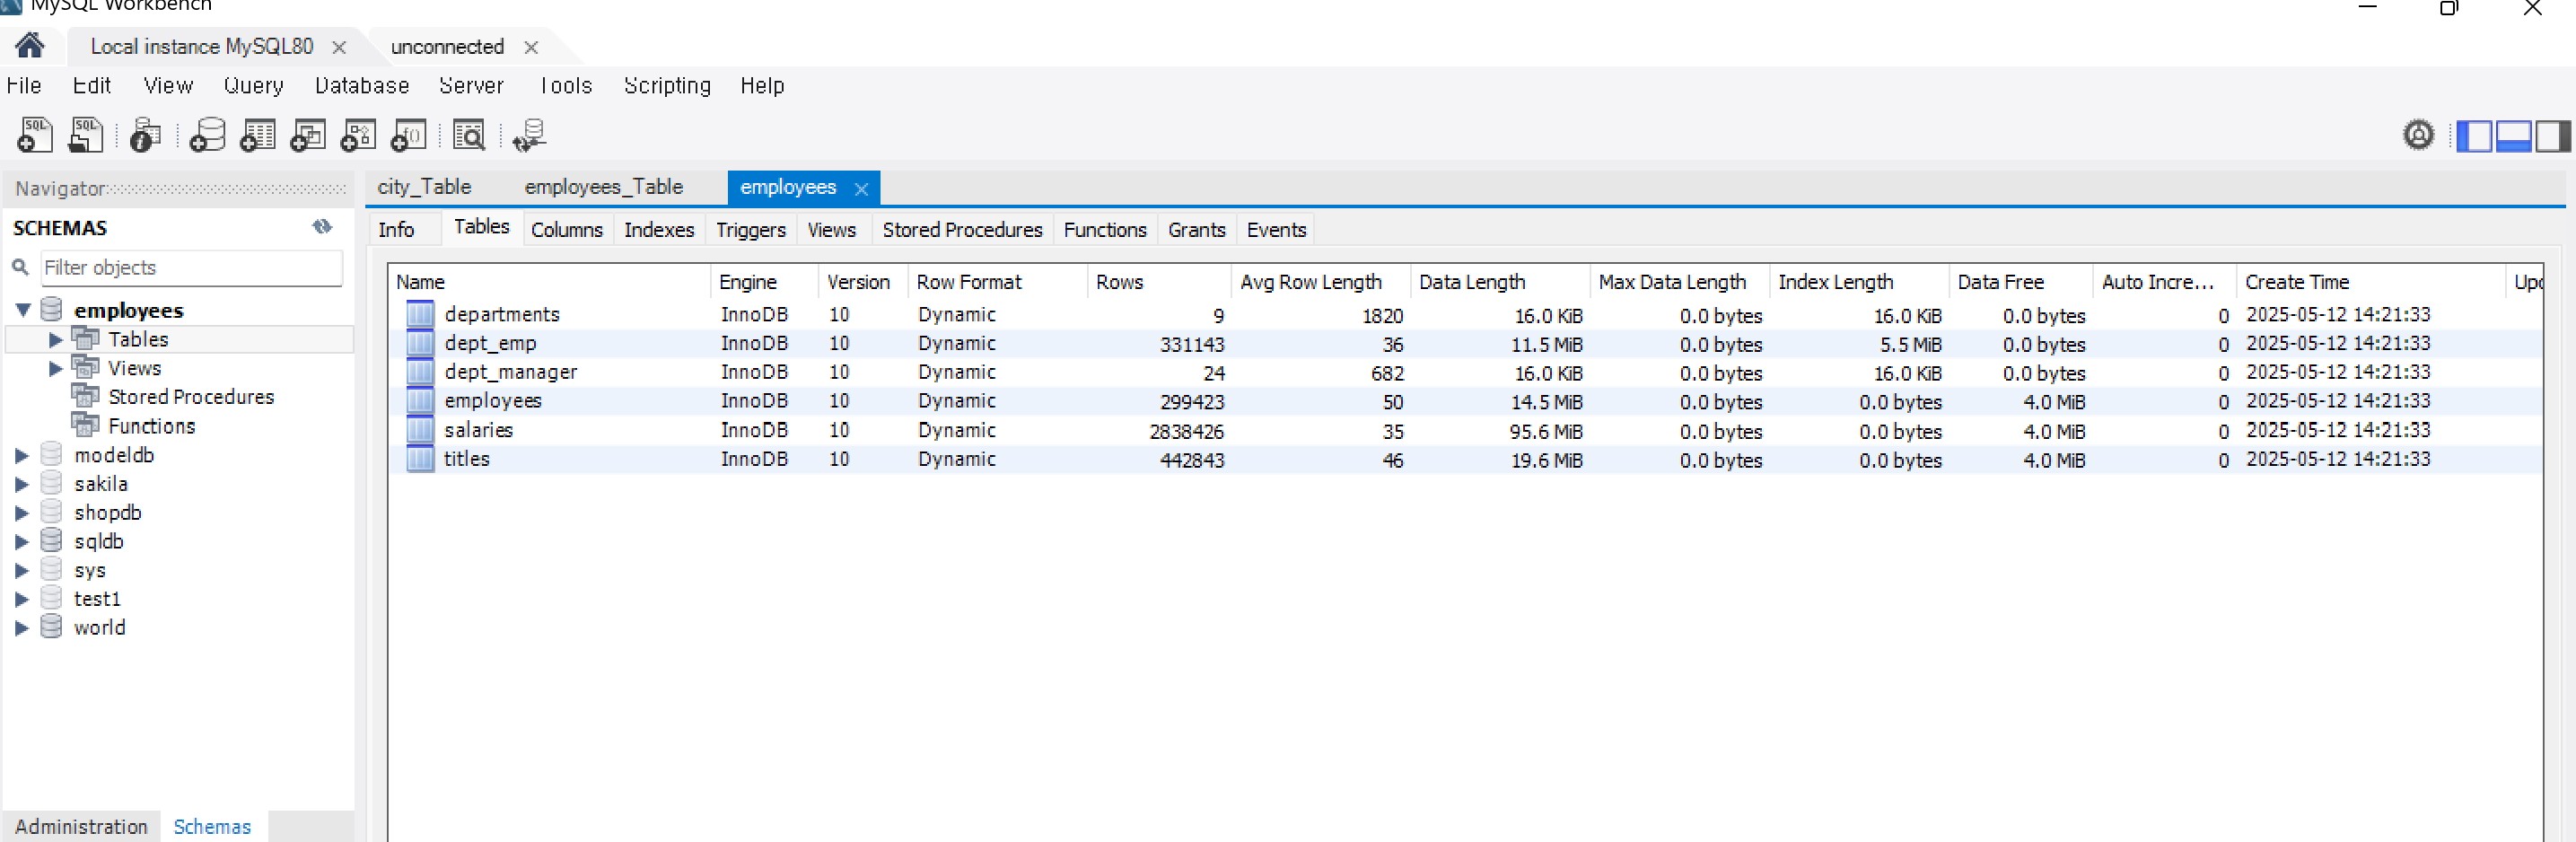 MySQL Workbench
Local instance MySQL80 unconnected
File Edit View Query Database Server Tools Scripting Help
Navigator
SCHEMAS
Filter objects
employees
Tables
Views
Stored Procedures
Functions
modeldb
sakila
shopdb
sqldb
sys
test1
world
Administration Schemas
city_Table employees_Table employees
Info Tables Columns Indexes Triggers Views Stored Procedures Functions Grants Events
Name Engine Version Row Format Rows Avg Row Length Data Length Max Data Length Index Length Data Free Auto Incre... Create Time
departments InnoDB 10 Dynamic 9 1820 16.0 KiB 0.0 bytes 16.0 KiB 0.0 bytes 0 2025-05-12 14:21:33
dept_emp InnoDB 10 Dynamic 331143 36 11.5 MiB 0.0 bytes 5.5 MiB 0.0 bytes 0 2025-05-12 14:21:33
dept_manager InnoDB 10 Dynamic 24 682 16.0 KiB 0.0 bytes 16.0 KiB 0.0 bytes 0 2025-05-12 14:21:33
employees InnoDB 10 Dynamic 299423 50 14.5 MiB 0.0 bytes 0.0 bytes 4.0 MiB 0 2025-05-12 14:21:33
salaries InnoDB 10 Dynamic 2838426 35 95.6 MiB 0.0 bytes 0.0 bytes 4.0 MiB 0 2025-05-12 14:21:33
titles InnoDB 10 Dynamic 442843 46 19.6 MiB 0.0 bytes 0.0 bytes 4.0 MiB 0 2025-05-12 14:21:33